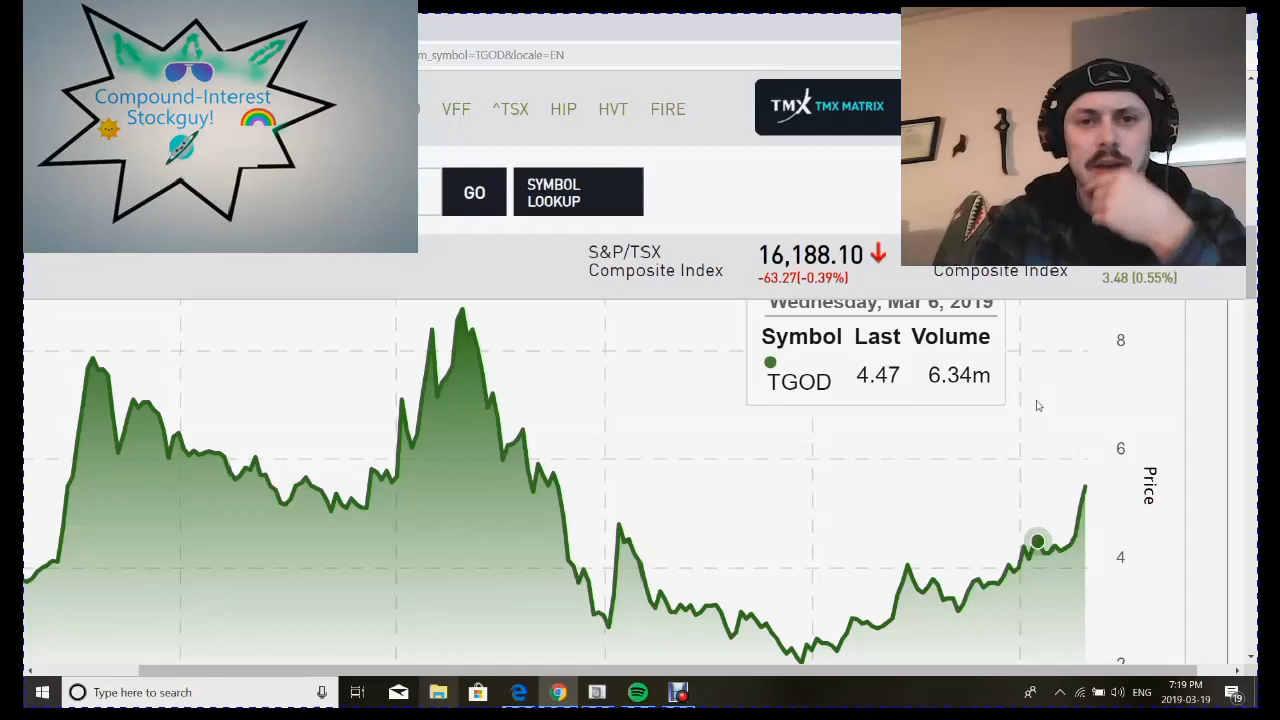 Compound-Interest
Stockguy!
m_symbol=TGOD&locale=EN
VFF ^TSX HIP HVT FIRE
TMX TMX MATRIX
GO
SYMBOL
LOOKUP
S&P/TSX
Composite Index
16,188.10
-63.27(-0.39%)
Composite Index
3.48 (0.55%)
Wednesday, Mar 6, 2019
Symbol Last Volume
TGOD 4.47 6.34m
8
6
4
2
Price
Type here to search
ENG
7:19 PM
2019-03-19
19